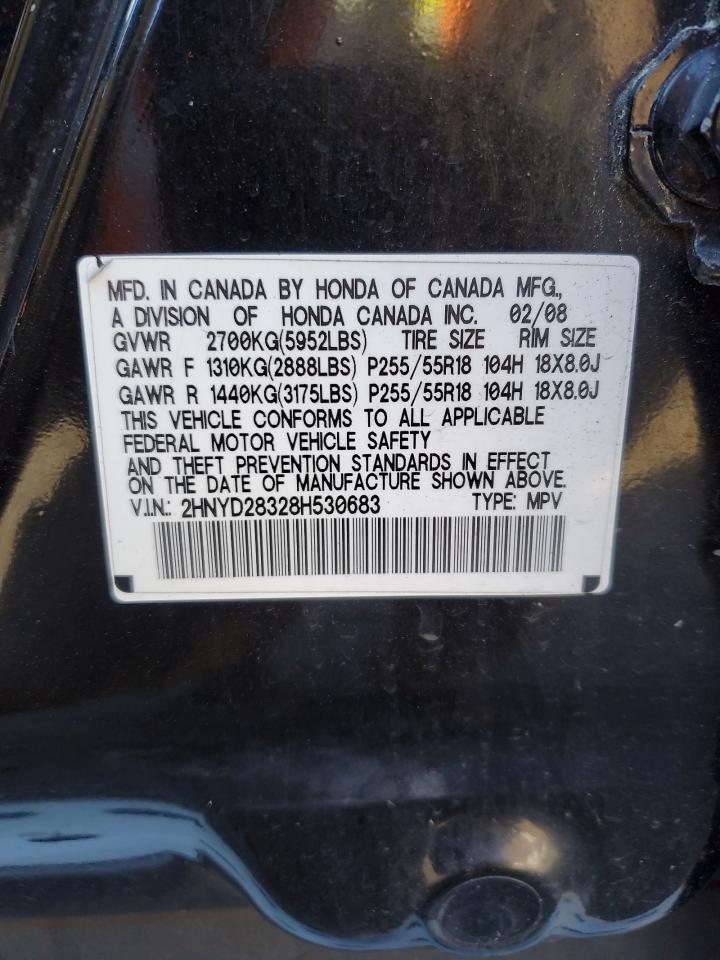 MFD. IN CANADA BY HONDA OF CANADA MFG.,
A DIVISION OF HONDA CANADA INC. 02/08
GVWR 2700KG(5952LBS) TIRE SIZE RIM SIZE
GAWR F 1310KG(2888LBS) P255/55R18 104H 18X8.0J
GAWR R 1440KG(3175LBS) P255/55R18 104H 18X8.0J
THIS VEHICLE CONFORMS TO ALL APPLICABLE
FEDERAL MOTOR VEHICLE SAFETY
AND THEFT PREVENTION STANDARDS IN EFFECT
ON THE DATE OF MANUFACTURE SHOWN ABOVE.
V.I.N.: 2HNYD28328H530683 TYPE: MPV